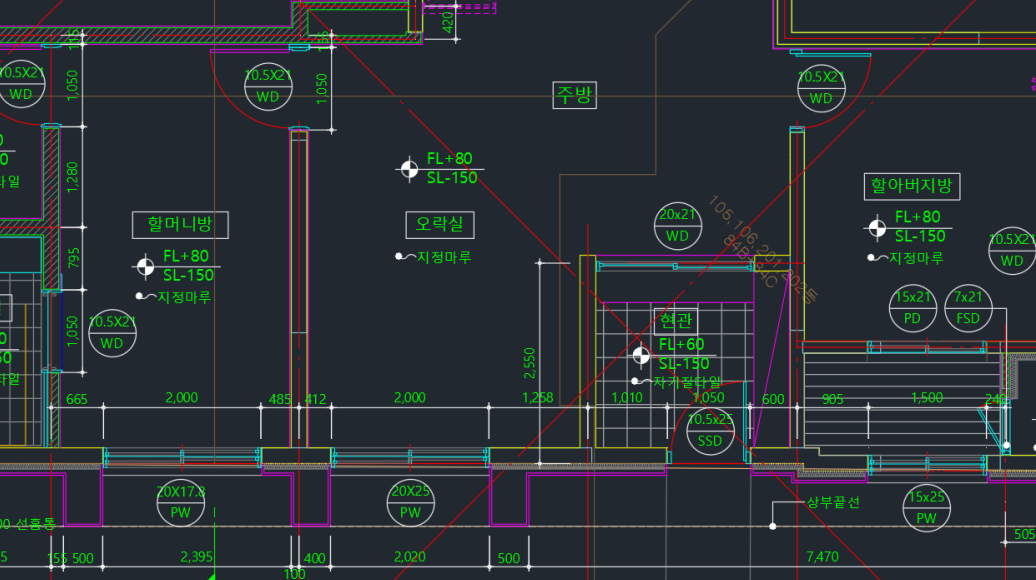 115
165
420
10.5X21
WD
1,050
10.5X21
WD
1,050
주방
10.5X21
WD
1,280
FL+80
SL-150
할아버지방
할머니방
오락실
20x21
WD
FL+80
SL-150
10.5X21
WD
795
FL+80
SL-150
지정마루
지정마루
지정마루
15x21
PD
7x21
FSD
10.5X21
WD
1,050
현관
FL+60
SL-150
자기질타일
2,550
665
2,000
485
412
2,000
1,258
1,010
1,050
600
905
1,500
10.5x25
SSD
20X17.8
PW
20X25
PW
15x25
PW
상부끝선
00 선홈통
505
155
500
2,395
400
2,020
500
7,470
100